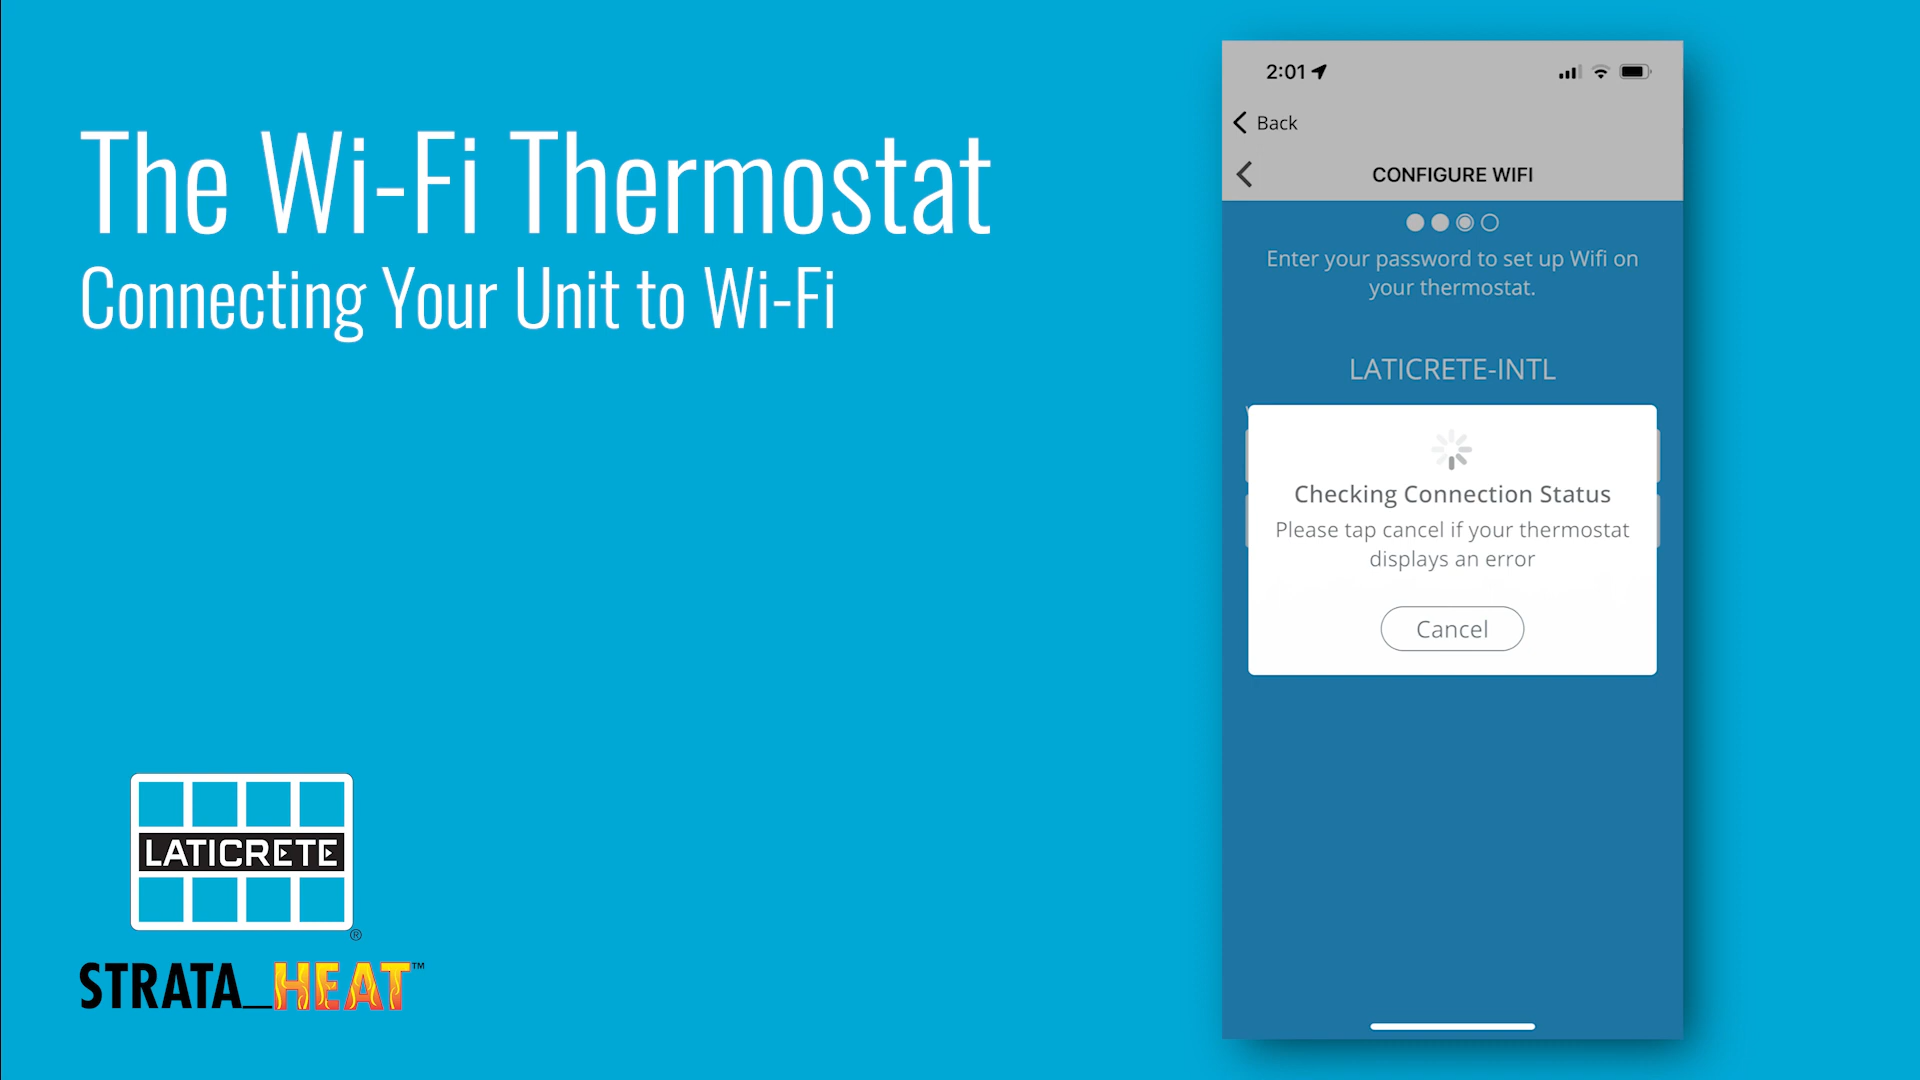 The Wi-Fi Thermostat
Connecting Your Unit to Wi-Fi
LATICRETE
®
STRATA_HEAT™
2:01
Back
CONFIGURE WIFI
Enter your password to set up Wifi on
your thermostat.
LATICRETE-INTL
Checking Connection Status
Please tap cancel if your thermostat
displays an error
Cancel